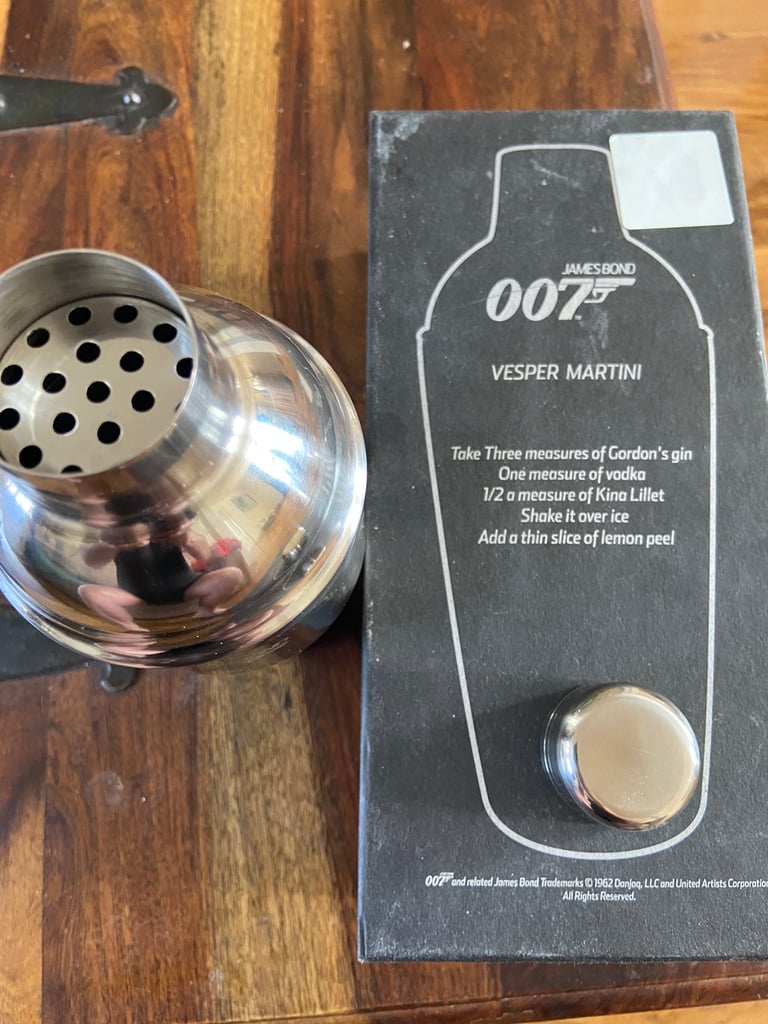 JAMES BOND
007
VESPER MARTINI
Take Three measures of Gordon's gin
One measure of vodka
1/2 a measure of Kina Lillet
Shake it over ice
Add a thin slice of lemon peel
007 and related James Bond Trademarks © 1962 Danjaq, LLC and United Artists Corporation
All Rights Reserved.